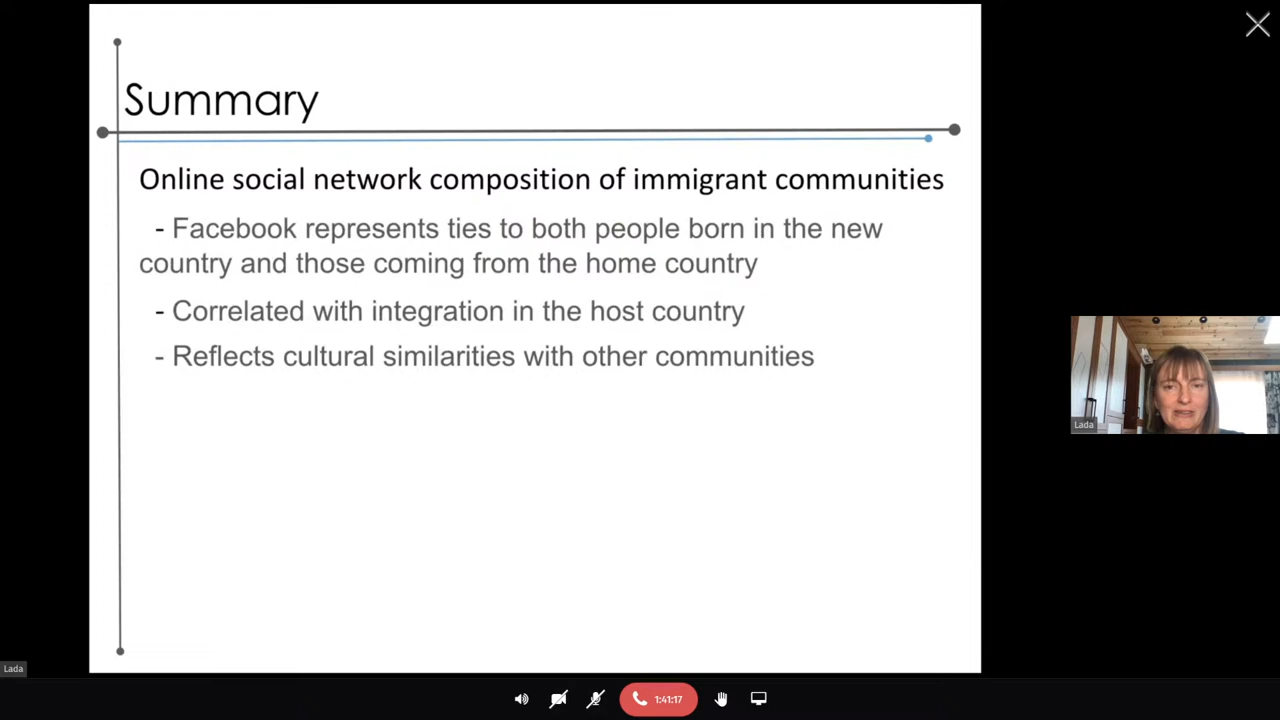 Summary
Online social network composition of immigrant communities
- Facebook represents ties to both people born in the new
country and those coming from the home country
- Correlated with integration in the host country
- Reflects cultural similarities with other communities
Lada
Lada
1:41:17